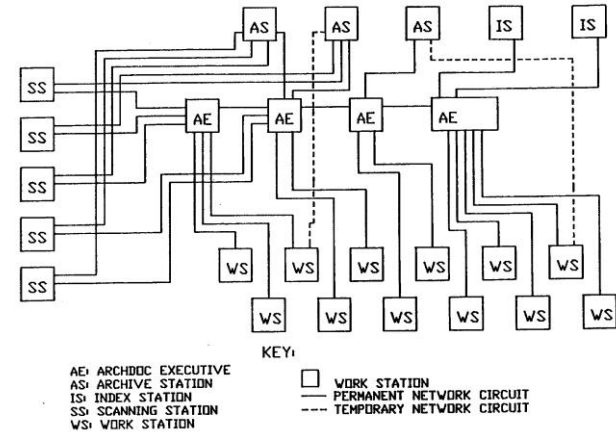 AS AS AS IS IS
SS
AE AE AE AE
SS
SS
SS
WS WS WS WS WS WS
SS
WS WS WS WS WS WS
KEY:
AE: ARCHDOC EXECUTIVE
AS: ARCHIVE STATION
IS: INDEX STATION
SS: SCANNING STATION
WS: WORK STATION
WORK STATION
PERMANENT NETWORK CIRCUIT
TEMPORARY NETWORK CIRCUIT